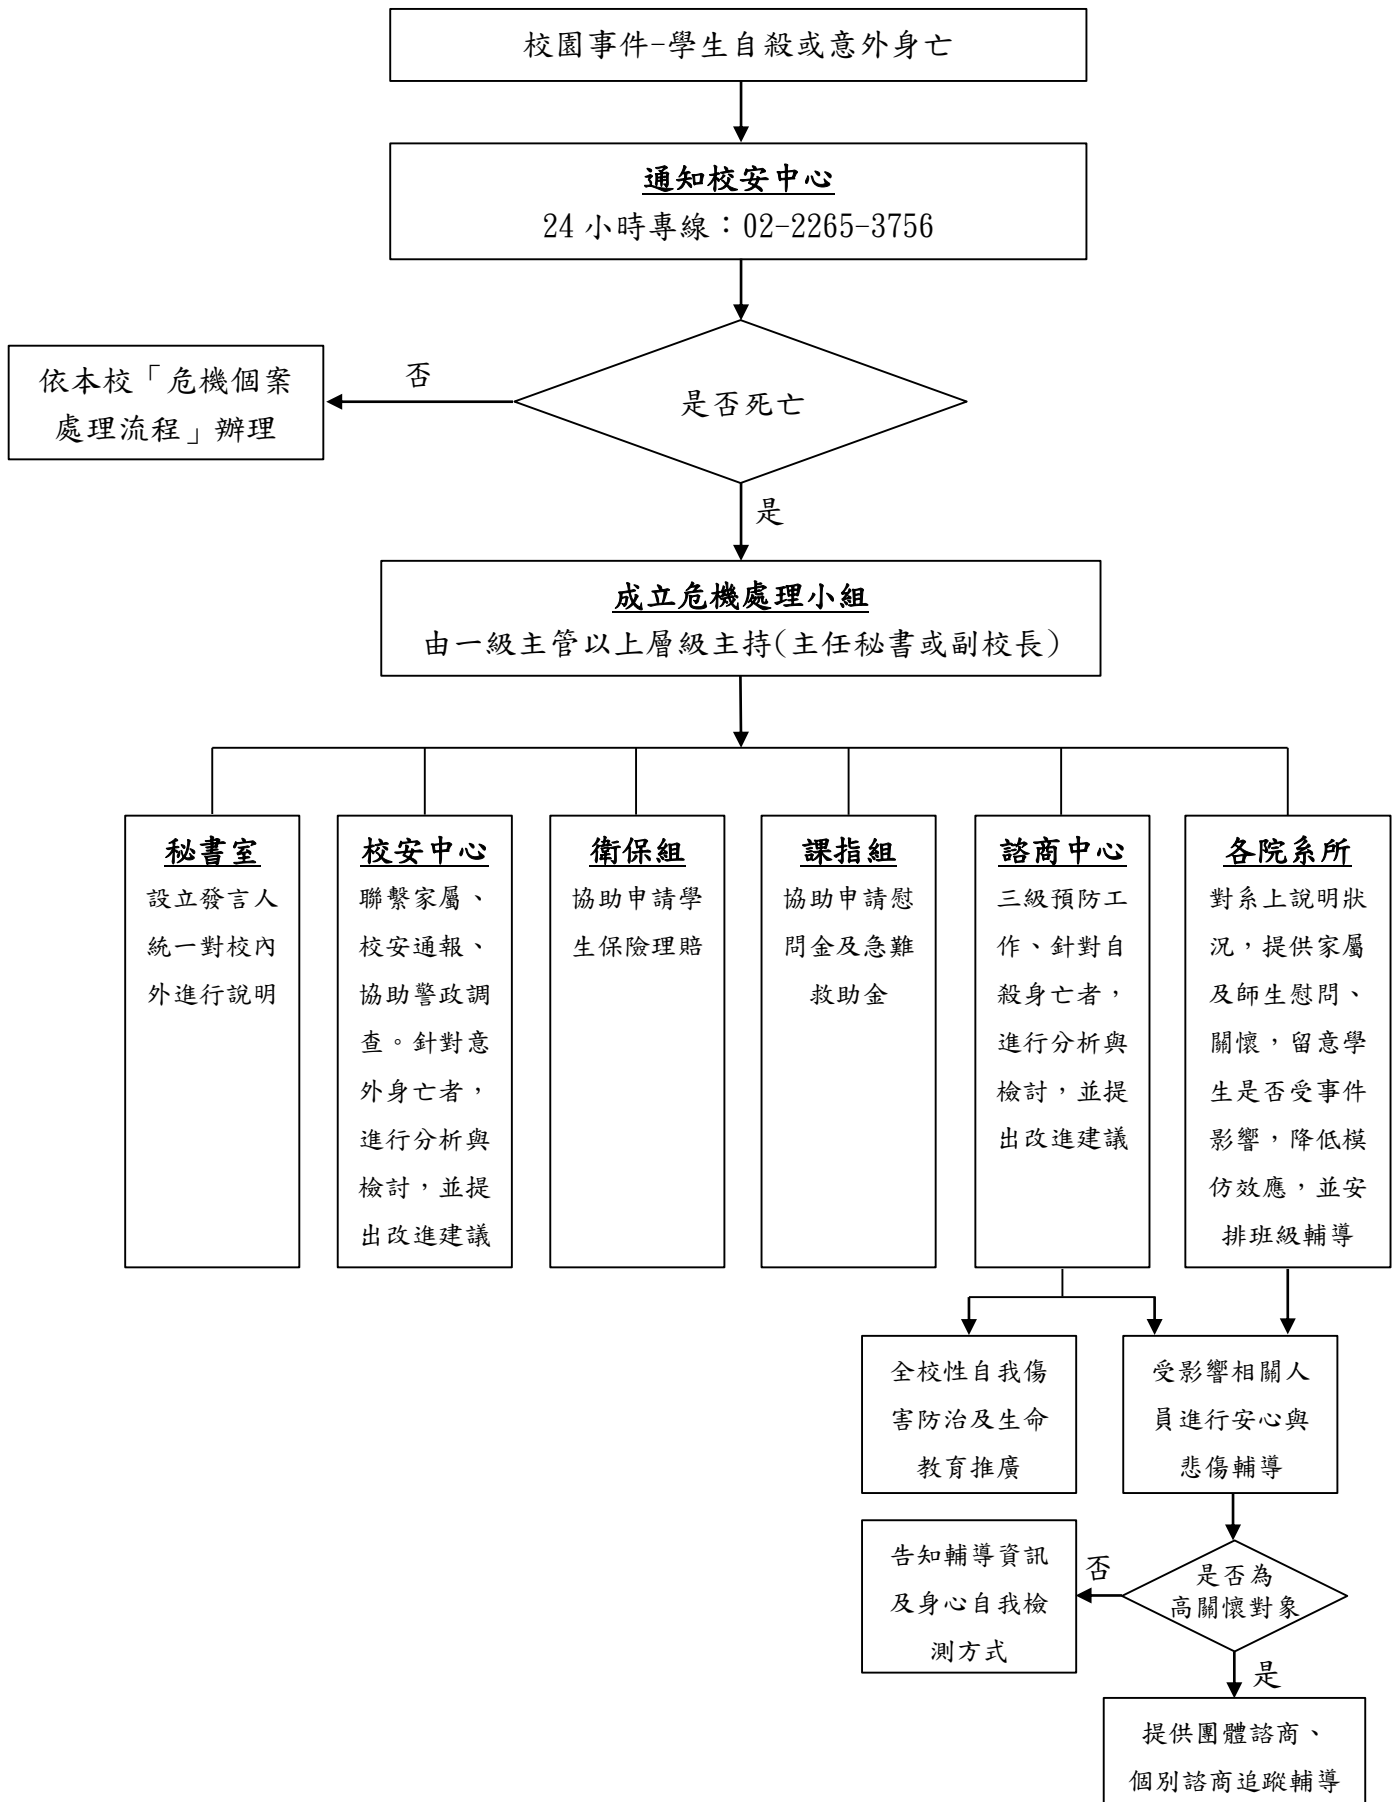 校園事件-學生自殺或意外身亡
通知校安中心
24 小時專線：02-2265-3756
是否死亡
否
依本校「危機個案
處理流程」辦理
是
成立危機處理小組
由一級主管以上層級主持(主任秘書或副校長)
秘書室
設立發言人
統一對校內
外進行說明
校安中心
聯繫家屬、
校安通報、
協助警政調
查。針對意
外身亡者，
進行分析與
檢討，並提
出改進建議
衛保組
協助申請學
生保險理賠
課指組
協助申請慰
問金及急難
救助金
諮商中心
三級預防工
作、針對自
殺身亡者，
進行分析與
檢討，並提
出改進建議
各院系所
對系上說明狀
況，提供家屬
及師生慰問、
關懷，留意學
生是否受事件
影響，降低模
仿效應，並安
排班級輔導
全校性自我傷
害防治及生命
教育推廣
受影響相關人
員進行安心與
悲傷輔導
是否為
高關懷對象
否
告知輔導資訊
及身心自我檢
測方式
是
提供團體諮商、
個別諮商追蹤輔導